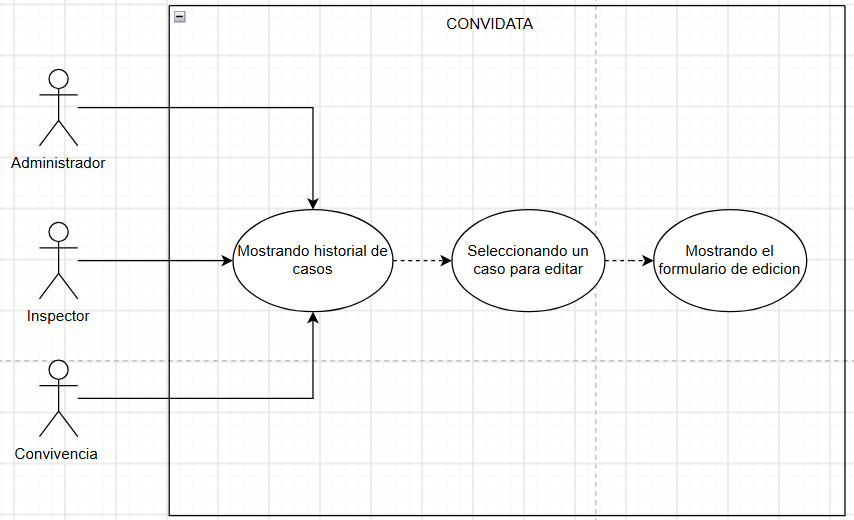 CONVIDATA
Administrador
Mostrando historial de
casos
Seleccionando un
caso para editar
Mostrando el
formulario de edicion
Inspector
Convivencia